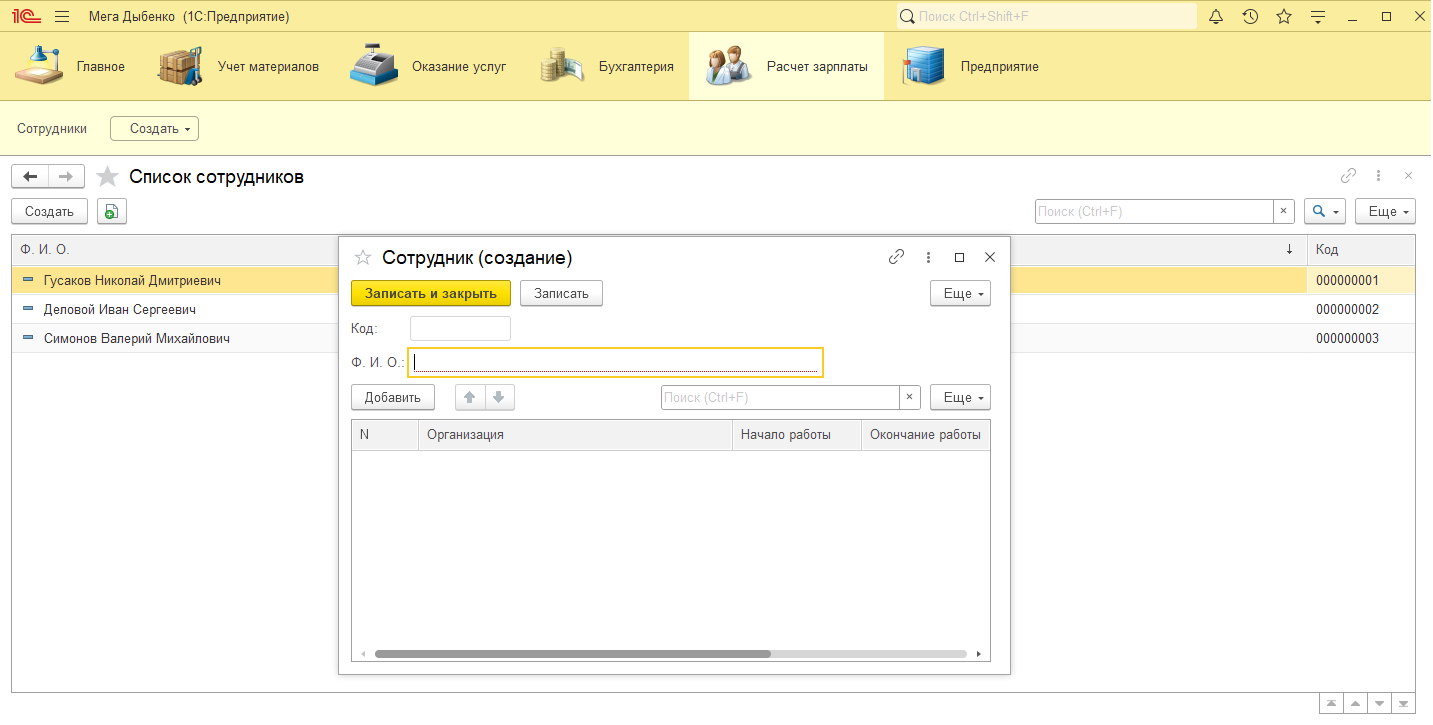 1С Мега Дыбенко (1С:Предприятие) Поиск Ctrl+Shift+F
Главное Учет материалов Оказание услуг Бухгалтерия Расчет зарплаты Предприятие
Сотрудники Создать
Список сотрудников
Создать Поиск (Ctrl+F) × Еще
Ф. И. О. Код
Гусаков Николай Дмитриевич 000000001
Деловой Иван Сергеевич 000000002
Симонов Валерий Михайлович 000000003
Сотрудник (создание)
Записать и закрыть Записать Еще
Код:
Ф. И. О.:
Добавить Поиск (Ctrl+F) × Еще
N Организация Начало работы Окончание работы